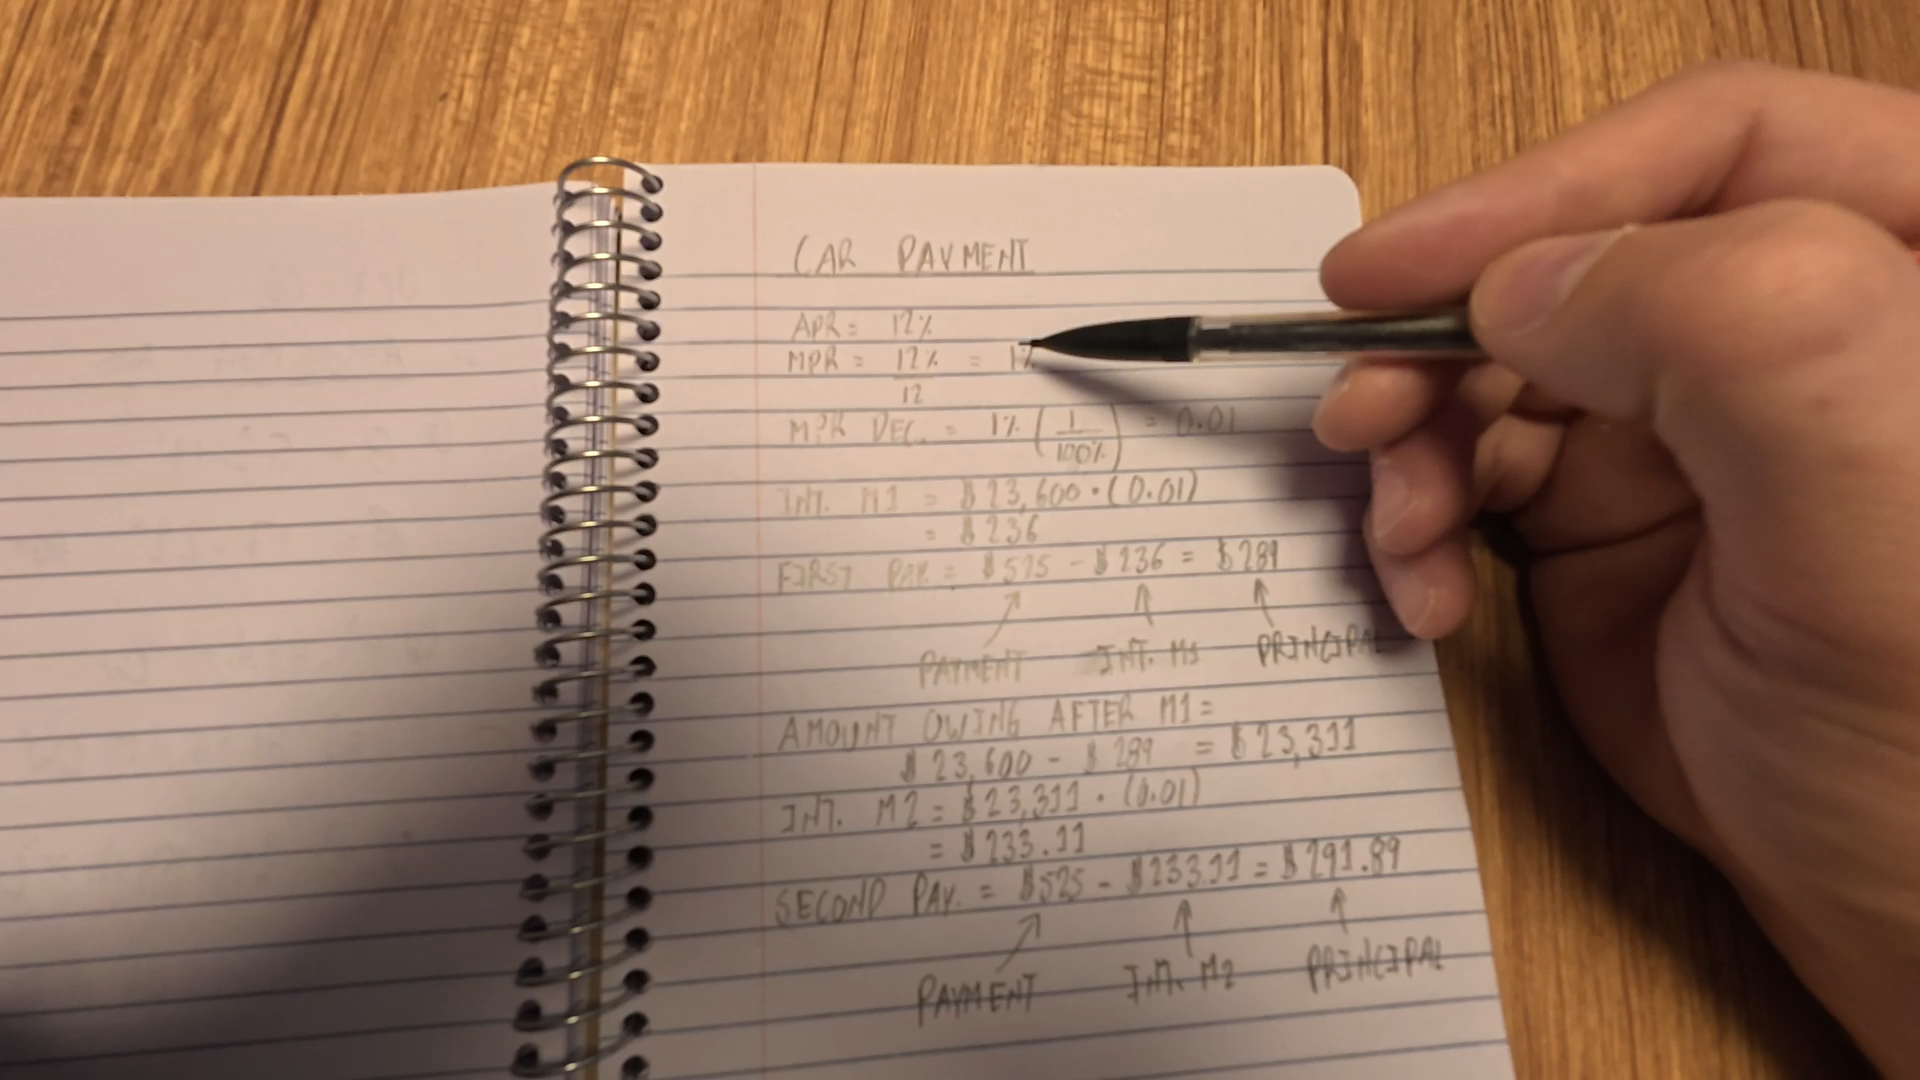 CAR PAYMENT
APR = 12%
MPR = 12% = 1%
12
MPR DEC. = 1% (1/100%) = 0.01
INT. M1 = $23,600 • (0.01)
= $236
FIRST PAY. = $525 - $236 = $289
PAYMENT INT. M1 PRINCIPAL
AMOUNT OWING AFTER M1 =
$23,600 - $289 = $23,311
INT. M2 = $23,311 • (0.01)
= $233.11
SECOND PAY. = $525 - $233.11 = $291.89
PAYMENT INT. M2 PRINCIPAL